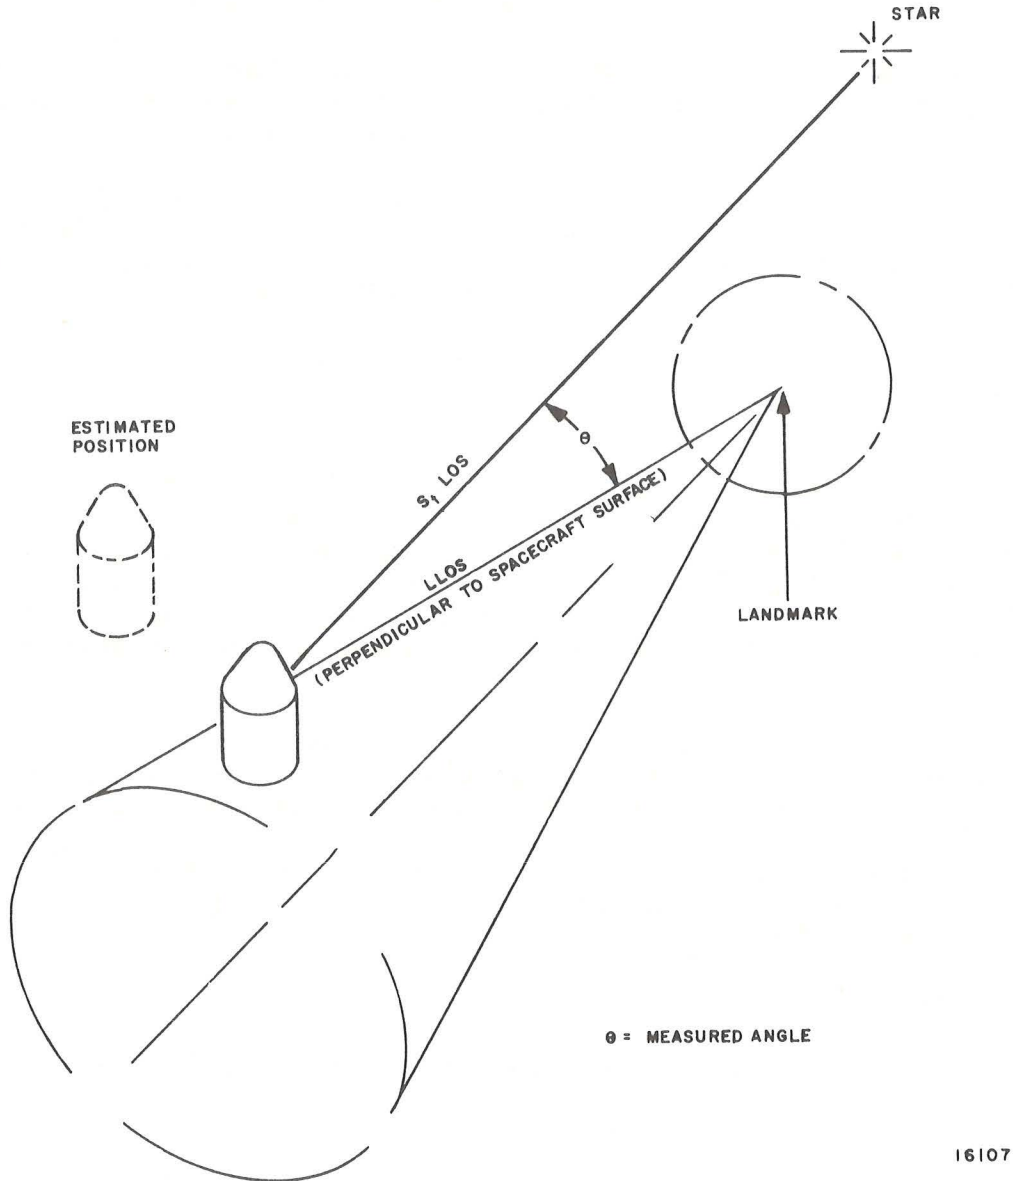 STAR
ESTIMATED
POSITION
S₁ LOS
θ
LLOS
(PERPENDICULAR TO SPACECRAFT SURFACE)
LANDMARK
θ = MEASURED ANGLE
16107